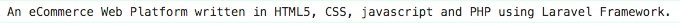 An eCommerce Web Platform written in HTML5, CSS, javascript and PHP using Laravel Framework.